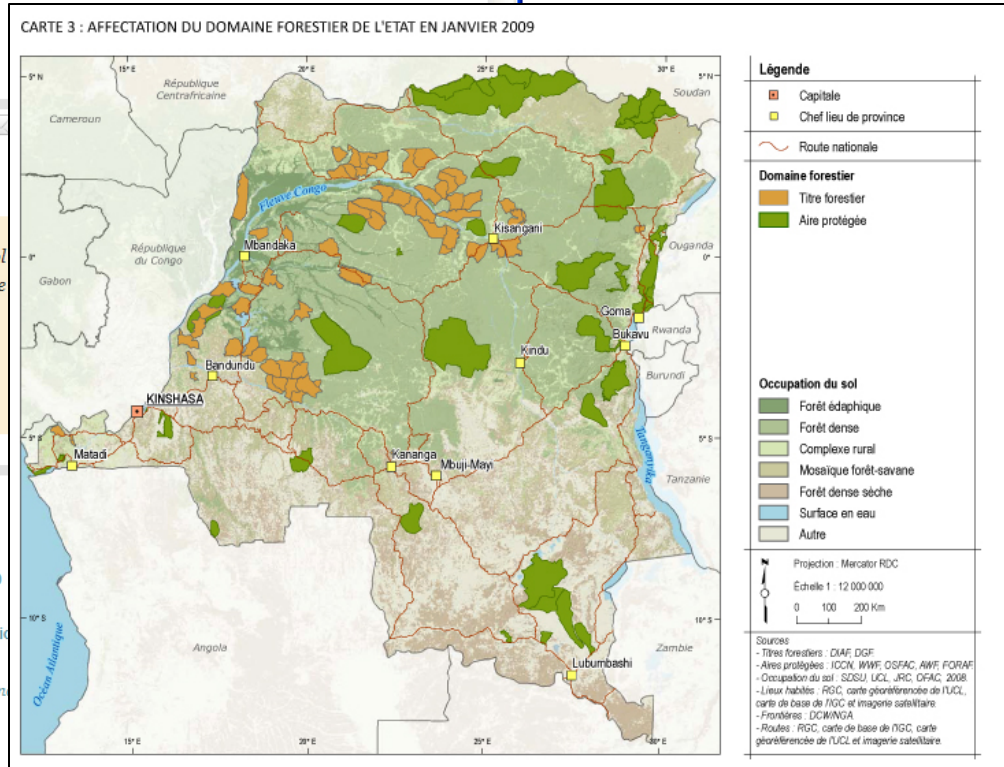 CARTE 3 : AFFECTATION DU DOMAINE FORESTIER DE L'ETAT EN JANVIER 2009
15° E
20° E
25° E
30° E
5° N
5° N
République
Centrafricaine
Soudan
Cameroun
Fleuve Congo
Kisangani
Mbandaka
Ouganda
République
du Congo
0°
0°
Gabon
Goma
Rwanda
Bukavu
Kindu
Burundi
Bandundu
KINSHASA
5° S
5° S
Matadi
Kananga
Mbuji-Mayi
Tanganyika
Tanzanie
10° S
10° S
Angola
Zambie
Océan Atlantique
Lubumbashi
15° E
20° E
25° E
30° E
Légende
Capitale
Chef lieu de province
Route nationale
Domaine forestier
Titre forestier
Aire protégée
Occupation du sol
Forêt édaphique
Forêt dense
Complexe rural
Mosaïque forêt-savane
Forêt dense sèche
Surface en eau
Autre
N
Projection : Mercator RDC
Échelle 1 : 12 000 000
0 100 200 Km
Sources
- Titres forestiers : DIAF, DGF.
- Aires protégées : ICCN, WWF, OSFAC, AWF, FORAF.
- Occupation du sol : SDSU, UCL, JRC, OFAC, 2008.
- Lieux habités : RGC, carte géoréférencée de l'UCL,
carte de base de l'IGC et imagerie satellitaire.
- Frontières : DCW/NGA
- Routes : RGC, carte de base de l'IGC, carte
géoréférencée de l'UCL et imagerie satellitaire.